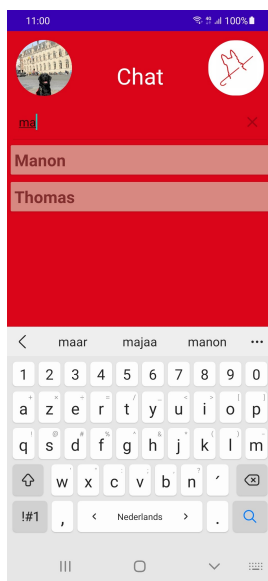 11:00 100%
Chat
ma
Manon
Thomas
maar majaa manon
1 2 3 4 5 6 7 8 9 0
a z e r t y u i o p
q s d f g h j k l m
w x c v b n ´
!#1 , < Nederlands > .